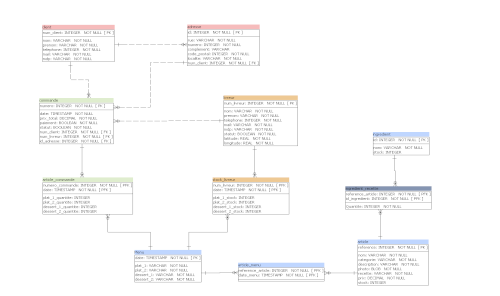 client
num_client: INTEGER NOT NULL [ PK ]
nom: VARCHAR NOT NULL
prenom: VARCHAR NOT NULL
telephone: INTEGER NOT NULL
mail: VARCHAR NOT NULL
mdp: VARCHAR NOT NULL
adresse
id: INTEGER NOT NULL [ PK ]
rue: VARCHAR NOT NULL
numero: INTEGER NOT NULL
complement: VARCHAR
code_postal: INTEGER NOT NULL
localite: VARCHAR NOT NULL
num_client: INTEGER NOT NULL [ FK ]
commande
numero: INTEGER NOT NULL [ PK ]
date: TIMESTAMP NOT NULL
prix_total: DECIMAL NOT NULL
paiement: BOOLEAN NOT NULL
status: BOOLEAN NOT NULL
num_client: INTEGER NOT NULL [ FK ]
num_livreur: INTEGER NOT NULL [ FK ]
id_adresse: INTEGER NOT NULL [ FK ]
livreur
num_livreur: INTEGER NOT NULL [ PK ]
nom: VARCHAR NOT NULL
prenom: VARCHAR NOT NULL
telephone: INTEGER NOT NULL
mail: VARCHAR NOT NULL
mdp: VARCHAR NOT NULL
statut: BOOLEAN NOT NULL
latitude: REAL NOT NULL
longitude: REAL NOT NULL
ingredient
id: INTEGER NOT NULL [ PK ]
nom: VARCHAR NOT NULL
stock: INTEGER
numero_commande: INTEGER NOT NULL [ PFK ]
date: TIMESTAMP NOT NULL [ PFK ]
plat_1_quantite: INTEGER
plat_2_quantite: INTEGER
dessert_1_quantite: INTEGER
dessert_2_quantite: INTEGER
stock_livreur
num_livreur: INTEGER NOT NULL [ PFK ]
date: TIMESTAMP NOT NULL [ PFK ]
plat_1_stock: INTEGER
plat_2_stock: INTEGER
dessert_1_stock: INTEGER
dessert_2_stock: INTEGER
reference_article: INTEGER NOT NULL [ PFK ]
id_ingredient: INTEGER NOT NULL [ PFK ]
quantite: INTEGER NOT NULL
menu
date: TIMESTAMP NOT NULL [ PK ]
plat_1: VARCHAR NOT NULL
plat_2: VARCHAR NOT NULL
dessert_1: VARCHAR NOT NULL
dessert_2: VARCHAR NOT NULL
article_menu
reference_article: INTEGER NOT NULL [ PFK ]
date_menu: TIMESTAMP NOT NULL [ PFK ]
article
reference: INTEGER NOT NULL [ PK ]
nom: VARCHAR NOT NULL
categorie: VARCHAR NOT NULL
description: VARCHAR NOT NULL
photo: BLOB NOT NULL
recette: VARCHAR NOT NULL
prix: DECIMAL NOT NULL
stock: INTEGER